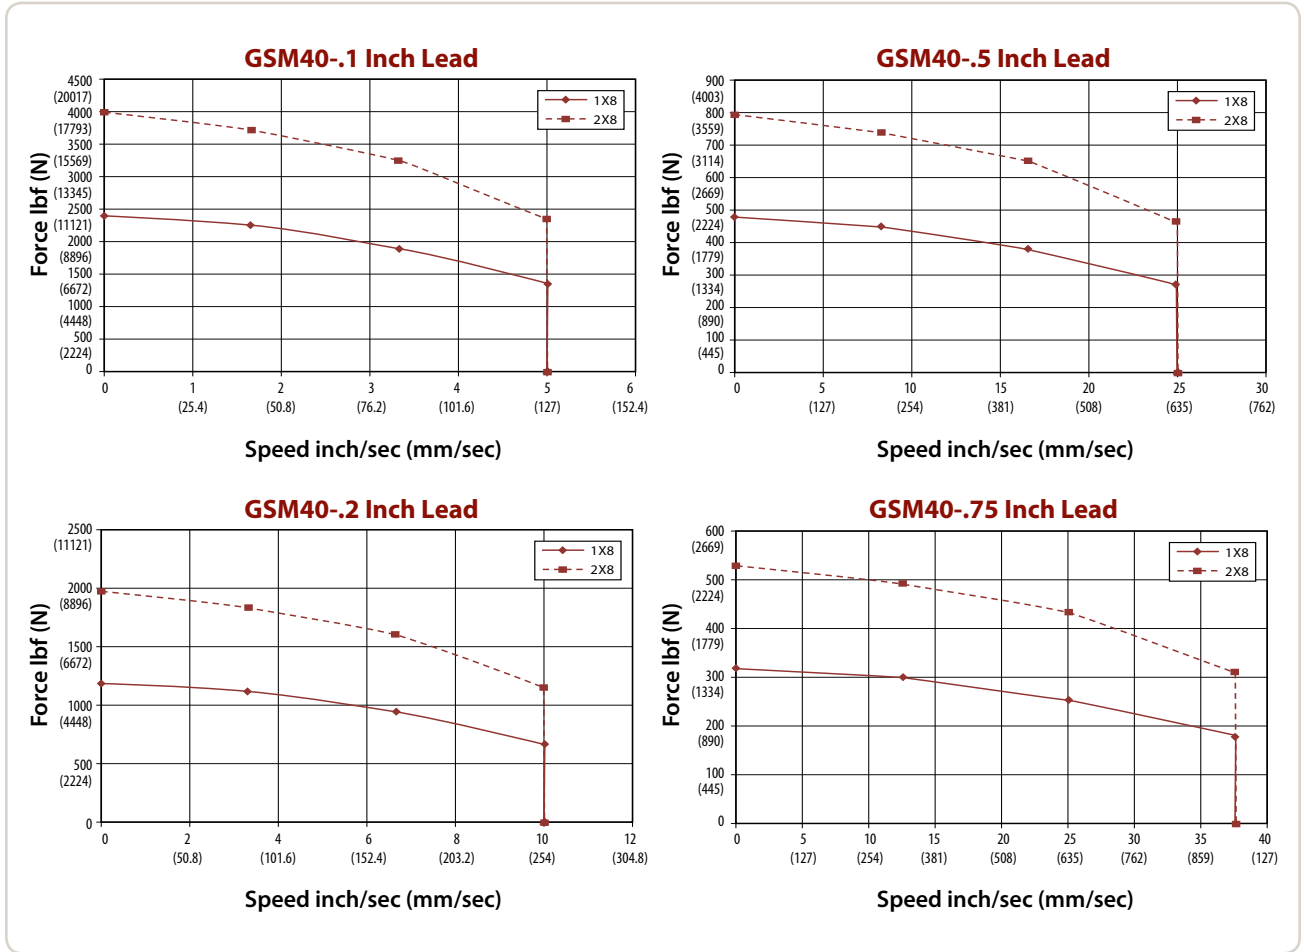 GSM40-.1 Inch Lead
4500
(20017)
4000
(17793)
3500
(15569)
3000
(13345)
2500
(11121)
2000
(8896)
1500
(6672)
1000
(4448)
500
(2224)
0
Force lbf (N)
1X8
2X8
0 1 2 3 4 5 6
(25.4) (50.8) (76.2) (101.6) (127) (152.4)
Speed inch/sec (mm/sec)
GSM40-.5 Inch Lead
900
(4003)
800
(3559)
700
(3114)
600
(2669)
500
(2224)
400
(1779)
300
(1334)
200
(890)
100
(445)
0
Force lbf (N)
1X8
2X8
0 5 10 15 20 25 30
(127) (254) (381) (508) (635) (762)
Speed inch/sec (mm/sec)
GSM40-.2 Inch Lead
2500
(11121)
2000
(8896)
1500
(6672)
1000
(4448)
500
(2224)
0
Force lbf (N)
1X8
2X8
0 2 4 6 8 10 12
(50.8) (101.6) (152.4) (203.2) (254) (304.8)
Speed inch/sec (mm/sec)
GSM40-.75 Inch Lead
600
(2669)
500
(2224)
400
(1779)
300
(1334)
200
(890)
100
(445)
0
Force lbf (N)
1X8
2X8
0 5 10 15 20 25 30 35 40
(127) (254) (381) (508) (635) (762) (859) (127)
Speed inch/sec (mm/sec)